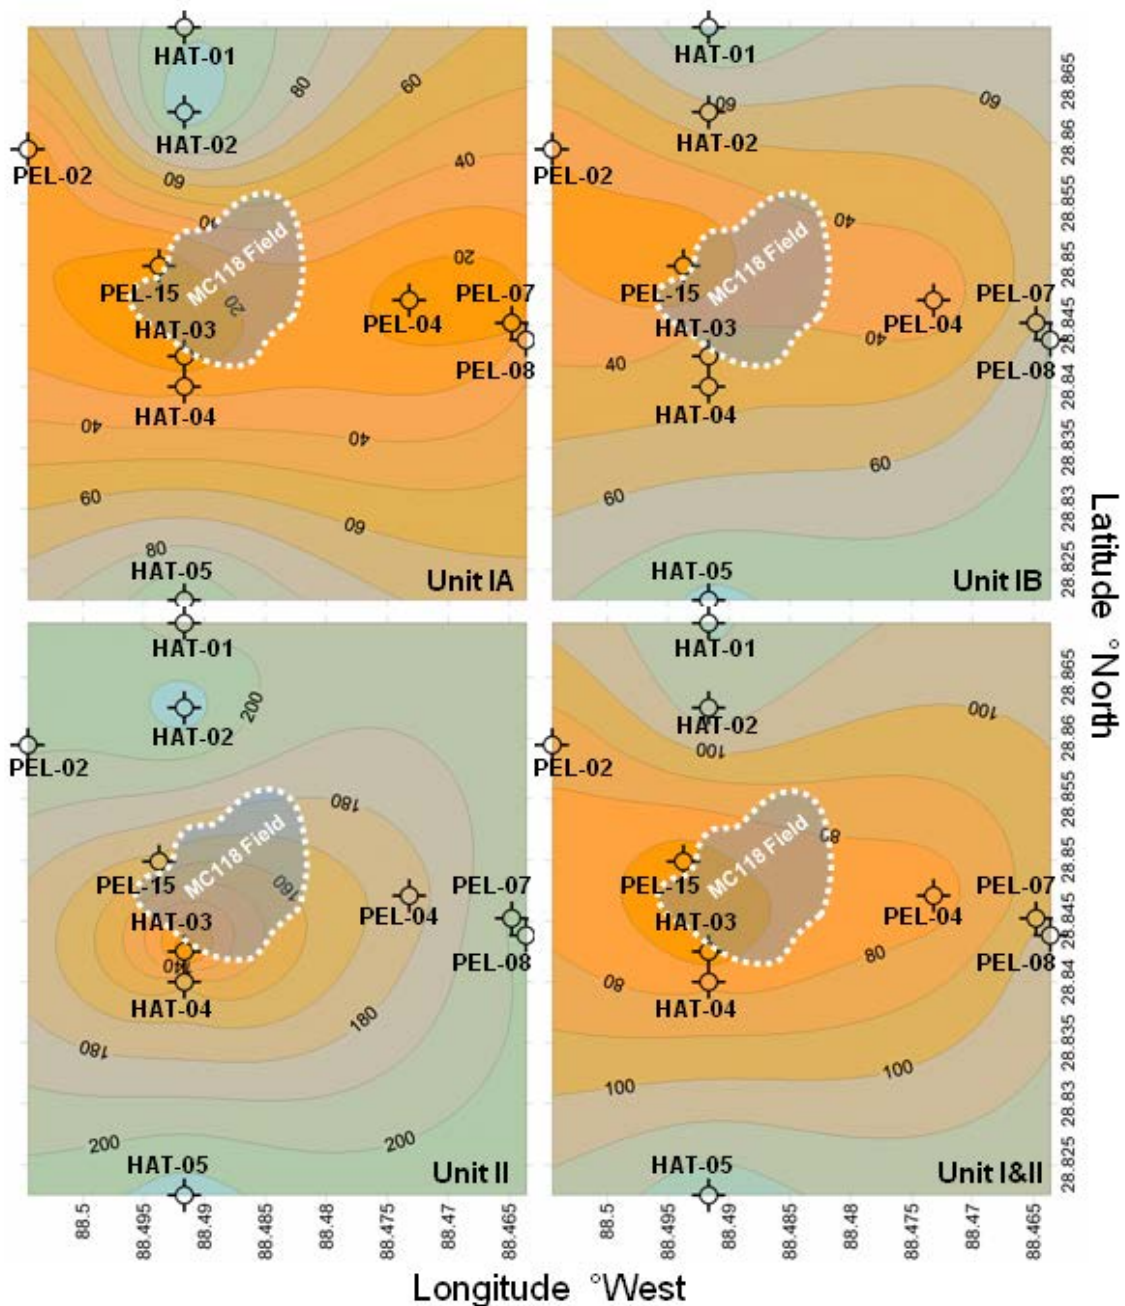 HAT-01
80
60
HAT-02
PEL-02
60
40
40
MC118 Field
20
20
PEL-15
HAT-03
PEL-04
PEL-07
PEL-08
HAT-04
40
40
60
60
80
HAT-05
Unit IA
HAT-01
60
60
HAT-02
PEL-02
40
MC118 Field
PEL-15
HAT-03
PEL-04
PEL-07
40
40
PEL-08
HAT-04
60
60
HAT-05
Unit IB
28.865
28.86
28.855
28.85
28.845
28.84
28.835
28.83
28.825
HAT-01
200
HAT-02
PEL-02
180
MC118 Field
PEL-15
160
HAT-03
PEL-04
PEL-07
PEL-08
140
HAT-04
180
180
200
200
HAT-05
Unit II
HAT-01
100
HAT-02
100
PEL-02
80
MC118 Field
PEL-15
HAT-03
PEL-04
PEL-07
80
80
PEL-08
HAT-04
100
100
HAT-05
Unit I&II
28.865
28.86
28.855
28.85
28.845
28.84
28.835
28.83
28.825
Latitude °North
88.5
88.495
88.49
88.485
88.48
88.475
88.47
88.465
88.5
88.495
88.49
88.485
88.48
88.475
88.47
88.465
Longitude °West